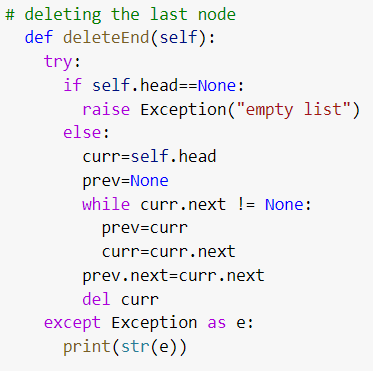 # deleting the last node
  def deleteEnd(self):
    try:
      if self.head==None:
        raise Exception("empty list")
      else:
        curr=self.head
        prev=None
        while curr.next != None:
          prev=curr
          curr=curr.next
        prev.next=curr.next
        del curr
    except Exception as e:
      print(str(e))